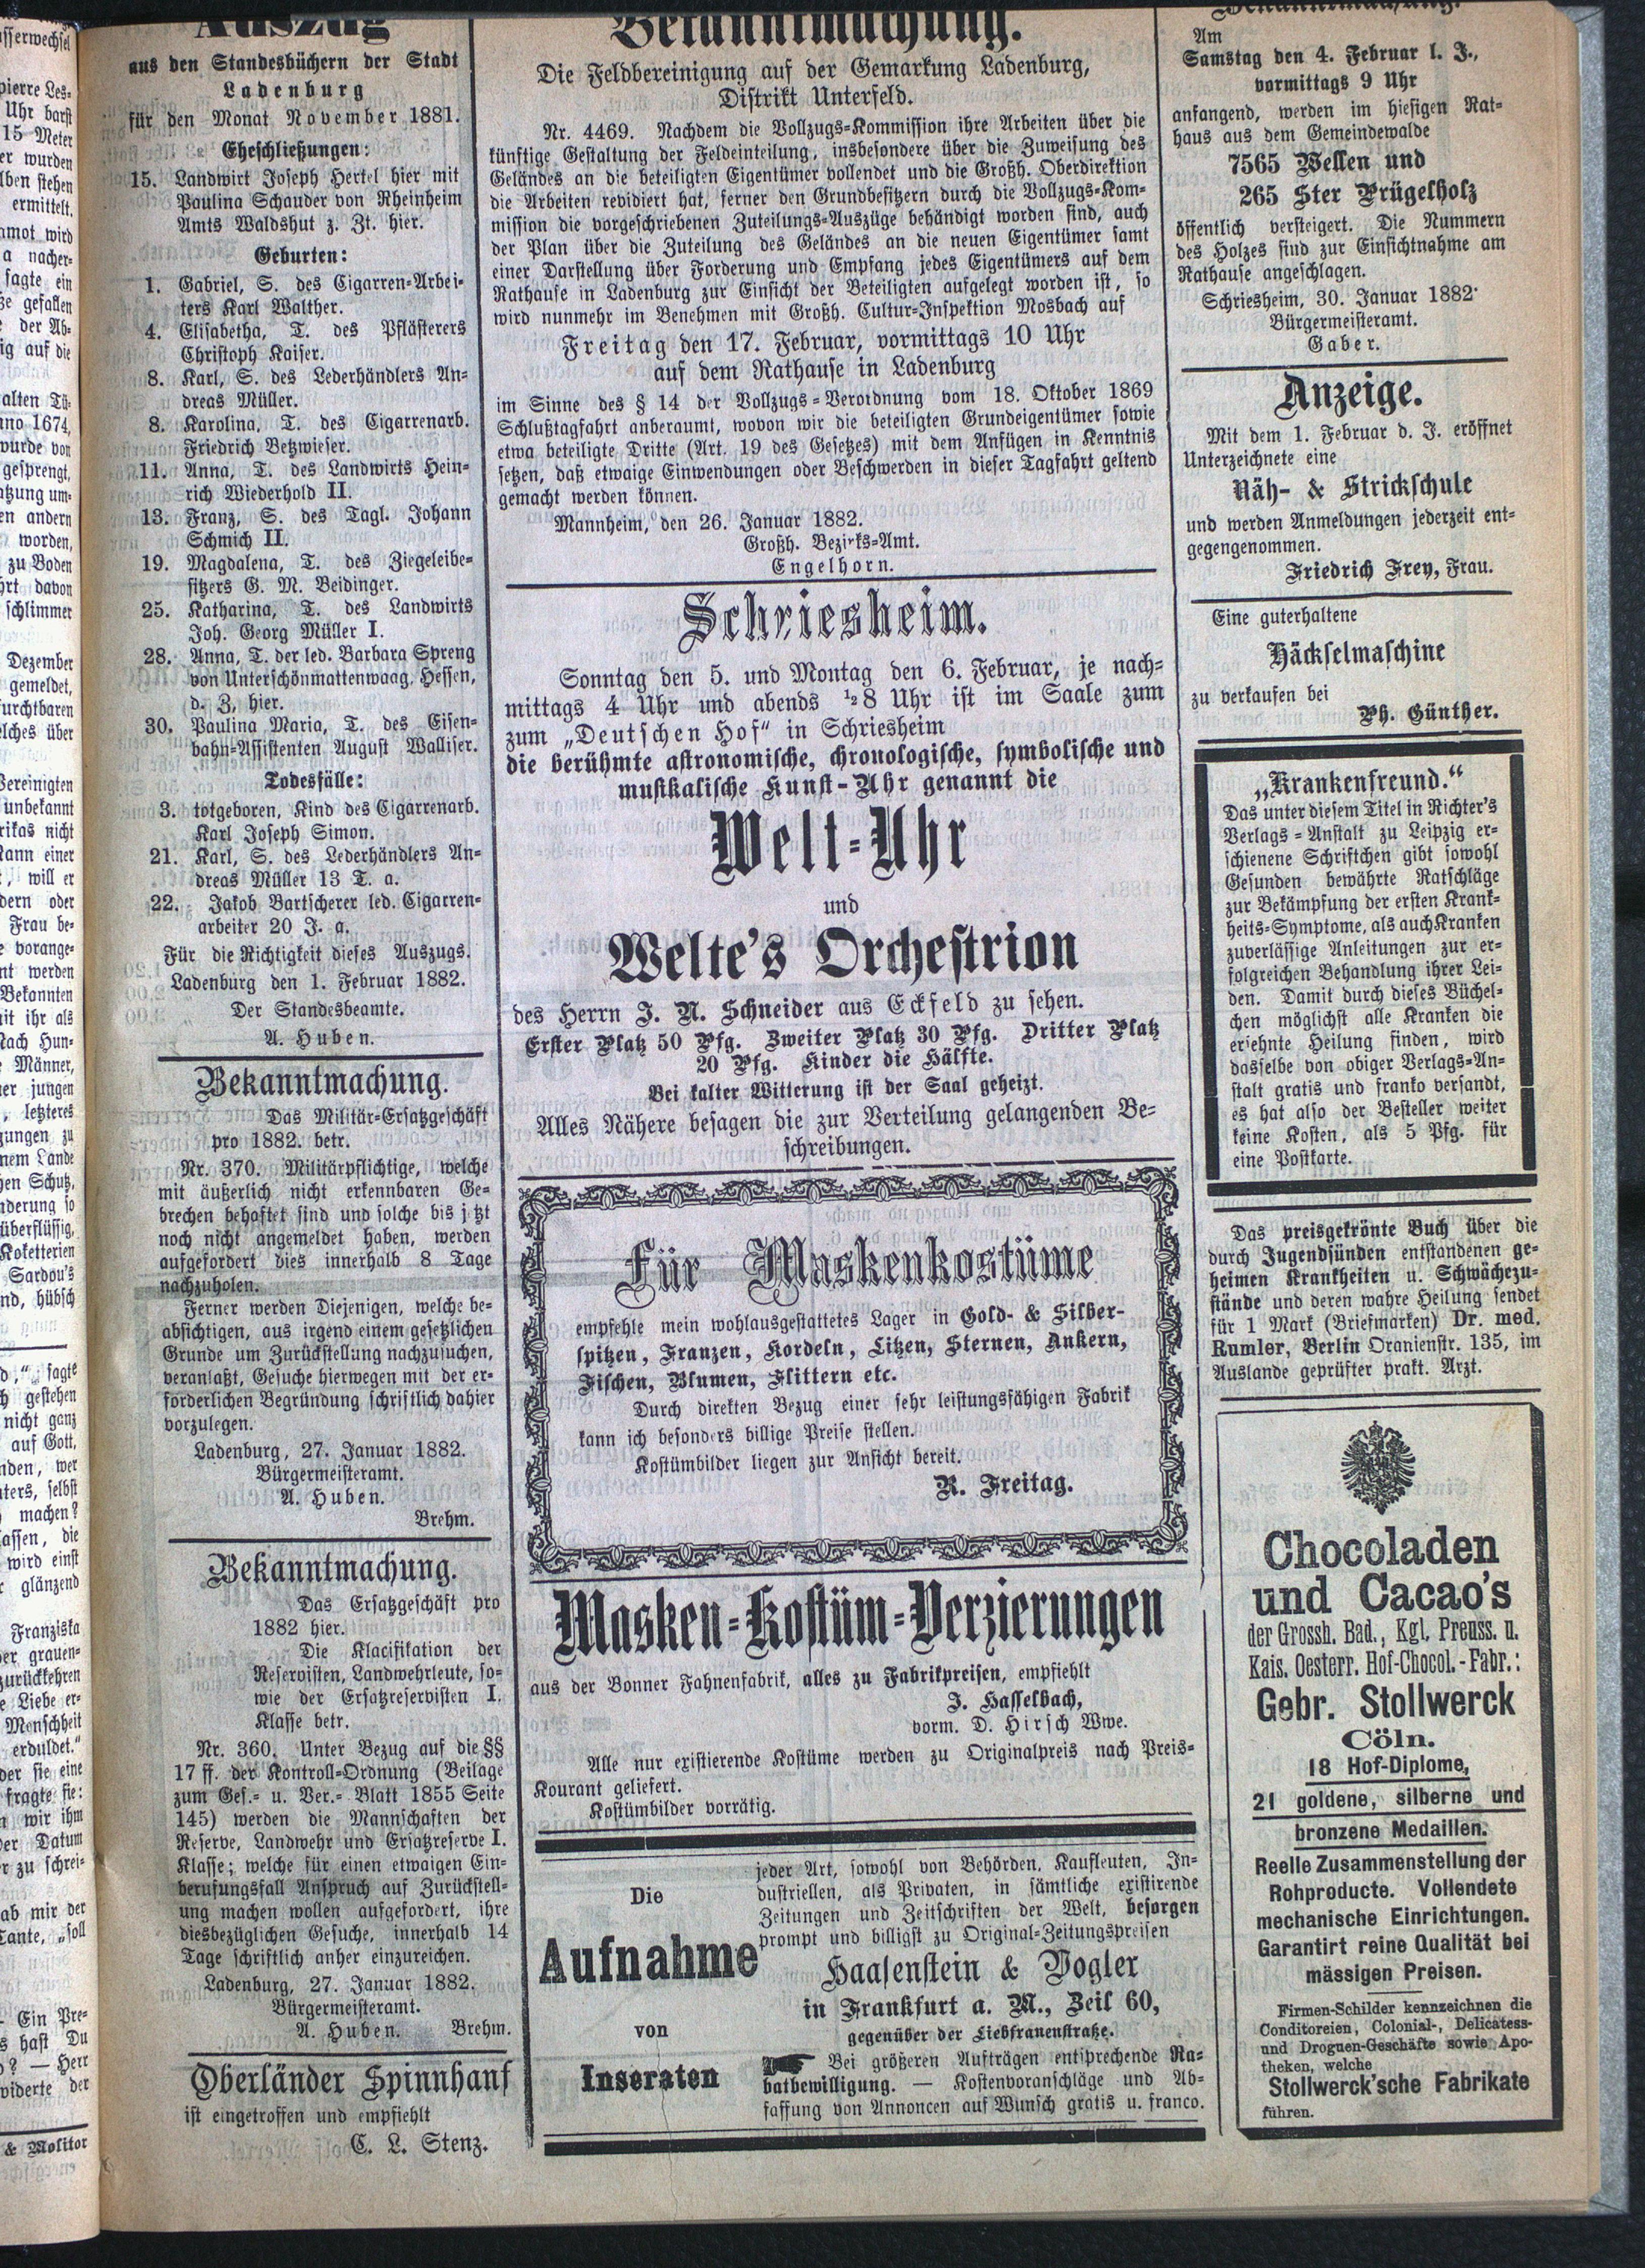 Auszug
aus den Standesbüchern der Stadt
Ladenburg
für den Monat November 1881.
Eheschließungen:
15. Landwirt Joseph Hertel hier mit
Paulina Schauder von Rheinheim
Amts Waldshut z. Zt. hier.
Geburten:
1. Gabriel, S. des Cigarren-Arbei-
ters Karl Walther.
4. Elisabetha, T. des Pflästerers
Christoph Kaiser.
8. Karl, S. des Lederhändlers An-
dreas Müller.
8. Karolina, T. des Cigarrenarb.
Friedrich Betzwieser.
11. Anna, T. des Landwirts Hein-
rich Wiederhold II.
13. Franz, S. des Tagl. Johann
Schmich II.
19. Magdalena, T. des Ziegeleibe-
sitzers G. M. Beidinger.
25. Katharina, T. des Landwirts
Joh. Georg Müller I.
28. Anna, T. der led. Barbara Spreng
von Unterschönmattenwaag, Hessen,
d. Z, hier.
30. Paulina Maria, T. des Eisen-
bahn-Assistenten August Walliser.
Todesfälle:
3. totgeboren, Kind des Cigarrenarb.
Karl Joseph Simon.
21. Karl, S. des Lederhändlers An-
dreas Müller 13 T. a.
22. Jakob Bartscherer led. Cigarren-
arbeiter 20 J. a.
Für die Richtigkeit dieses Auszugs.
Ladenburg den 1. Februar 1882.
Der Standesbeamte.
A. Huben.
Bekanntmachung.
Das Militär-Ersatzgeschäft
pro 1882. betr.
Nr. 370. Militärpflichtige, welche
mit äußerlich nicht erkennbaren Ge-
brechen behaftet sind und solche bis jetzt
noch nicht angemeldet haben, werden
aufgefordert dies innerhalb 8 Tage
nachzuholen.
Ferner werden Diejenigen, welche be-
absichtigen, aus irgend einem gesetzlichen
Grunde um Zurückstellung nachzusuchen,
veranlaßt, Gesuche hierwegen mit der er-
forderlichen Begründung schriftlich dahier
vorzulegen.
Ladenburg, 27. Januar 1882.
Bürgermeisteramt.
A. Huben.
Brehm.
Bekanntmachung.
Das Ersatzgeschäft pro
1882 hier.
Die Klacifikation der
Reservisten, Landwehrleute, so-
wie der Ersatzreservisten I.
Klasse betr.
Nr. 360. Unter Bezug auf die §§
17 ff. der Kontroll-Ordnung (Beilage
zum Ges.- u. Ver.- Blatt 1855 Seite
145) werden die Mannschaften der
Reserve, Landwehr und Ersatzreserve I.
Klasse; welche für einen etwaigen Ein-
berufungsfall Anspruch auf Zurückstell-
ung machen wollen aufgefordert, ihre
diesbezüglichen Gesuche, innerhalb 14
Tage schriftlich anher einzureichen.
Ladenburg, 27. Januar 1882.
Bürgermeisteramt.
A. Huben. Brehm.
Oberländer Spinnhanf
ist eingetroffen und empfiehlt
C. L. Stenz.
Bekanntmachung.
Die Feldbereinigung auf der Gemarkung Ladenburg,
Distrikt Unterfeld.
Nr. 4469. Nachdem die Vollzugs-Kommission ihre Arbeiten über die
künftige Gestaltung der Feldeinteilung, insbesondere über die Zuweisung des
Geländes an die beteiligten Eigentümer vollendet und die Großh. Oberdirektion
die Arbeiten revidiert hat, ferner den Grundbesitzern durch die Vollzugs-Kom-
mission die vorgeschriebenen Zuteilungs-Auszüge behändigt worden sind, auch
der Plan über die Zuteilung des Geländes an die neuen Eigentümer samt
einer Darstellung über Forderung und Empfang jedes Eigentümers auf dem
Rathause in Ladenburg zur Einsicht der Beteiligten aufgelegt worden ist, so
wird nunmehr im Benehmen mit Großh. Cultur-Inspektion Mosbach auf
Freitag den 17. Februar, vormittags 10 Uhr
auf dem Rathause in Ladenburg
im Sinne des § 14 der Vollzugs-Verordnung vom 18. Oktober 1869
Schlußtagfahrt anberaumt, wovon wir die beteiligten Grundeigentümer sowie
etwa beteiligte Dritte (Art. 19 des Gesetzes) mit dem Anfügen in Kenntnis
setzen, daß etwaige Einwendungen oder Beschwerden in dieser Tagfahrt geltend
gemacht werden können.
Mannheim, den 26. Januar 1882.
Großh. Bezirks-Amt.
Engelhorn.
Schriesheim.
Sonntag den 5. und Montag den 6. Februar, je nach-
mittags 4 Uhr und abends ½8 Uhr ist im Saale zum
zum „Deutschen Hof“ in Schriesheim
die berühmte astronomische, chronologische, symbolische und
musikalische Kunst-Uhr genannt die
Welt-Uhr
und
Welte's Orchestrion
des Herrn J. N. Schneider aus Eckfeld zu sehen.
Erster Platz 50 Pfg. Zweiter Platz 30 Pfg. Dritter Platz
20 Pfg. Kinder die Hälfte.
Bei kalter Witterung ist der Saal geheizt.
Alles Nähere besagen die zur Verteilung gelangenden Be-
schreibungen.
Für Maskenkostüme
empfehle mein wohlausgestattetes Lager in Gold- & Silber-
spitzen, Franzen, Kordeln, Litzen, Sternen, Ankern,
Fischen, Blumen, Flittern etc.
Durch direkten Bezug einer sehr leistungsfähigen Fabrik
kann ich besonders billige Preise stellen.
Kostümbilder liegen zur Ansicht bereit.
R. Freitag.
Masken-Kostüm-Verzierungen
aus der Bonner Fahnenfabrik, alles zu Fabrikpreisen, empfiehlt
J. Hasselbach,
vorm. D. Hirsch Wwe.
Alle nur existierende Kostüme werden zu Originalpreis nach Preis-
Kourant geliefert.
Kostümbilder vorrätig.
Die
Aufnahme
von
Inseraten
jeder Art, sowohl von Behörden, Kaufleuten, In-
dustriellen, als Privaten, in sämtliche existirende
Zeitungen und Zeitschriften der Welt, besorgen
prompt und billigst zu Original-Zeitungspreisen
Haasenstein & Vogler
in Frankfurt a. M., Zeil 60,
gegenüber der Liebfrauenstraße.
Bei größeren Aufträgen entsprechende Ra-
batbewilligung. — Kostenvoranschläge und Ab-
fassung von Annoncen auf Wunsch gratis u. franco.
Bekanntmachung.
Am
Samstag den 4. Februar l. J.,
vormittags 9 Uhr
anfangend, werden im hiesigen Rat-
haus aus dem Gemeindewalde
7565 Wellen und
265 Ster Prügelholz
öffentlich versteigert. Die Nummern
des Holzes sind zur Einsichtnahme am
Rathause angeschlagen.
Schriesheim, 30. Januar 1882.
Bürgermeisteramt.
Gaber.
Anzeige.
Mit dem 1. Februar d. J. eröffnet
Unterzeichnete eine
Näh- & Strickschule
und werden Anmeldungen jederzeit ent-
gegengenommen.
Friedrich Frey, Frau.
Eine guterhaltene
Häckselmaschine
zu verkaufen bei
Ph. Günther.
„Krankenfreund.“
Das unter diesem Titel in Richter's
Verlags-Anstalt zu Leipzig er-
schienene Schriftchen gibt sowohl
Gesunden bewährte Ratschläge
zur Bekämpfung der ersten Krank-
heits-Symptome, als auch Kranken
zuverlässige Anleitungen zur er-
folgreichen Behandlung ihrer Lei-
den. Damit durch dieses Büchel-
chen möglichst alle Kranken die
ersehnte Heilung finden, wird
dasselbe von obiger Verlags-An-
stalt gratis und franko versandt,
es hat also der Besteller weiter
keine Kosten, als 5 Pfg. für
eine Postkarte.
Das preisgekrönte Buch über die
durch Jugendsünden entstandenen ge-
heimen Krankheiten u. Schwächezu-
stände und deren wahre Heilung sendet
für 1 Mark (Briefmarken) Dr. med.
Rumler, Berlin Oranienstr. 135, im
Auslande geprüfter prakt. Arzt.
Chocoladen
und Cacao's
der Grossh. Bad., Kgl. Preuss. u.
Kais. Oesterr. Hof-Chocol.-Fabr.:
Gebr. Stollwerck
Cöln.
18 Hof-Diplome,
21 goldene, silberne und
bronzene Medaillen.
Reelle Zusammenstellung der
Rohproducte. Vollendete
mechanische Einrichtungen.
Garantirt reine Qualität bei
mässigen Preisen.
Firmen-Schilder kennzeichnen die
Conditoreien, Colonial-, Delicatess-
und Droguen-Geschäfte sowie Apo-
theken, welche
Stollwerck'sche Fabrikate
führen.